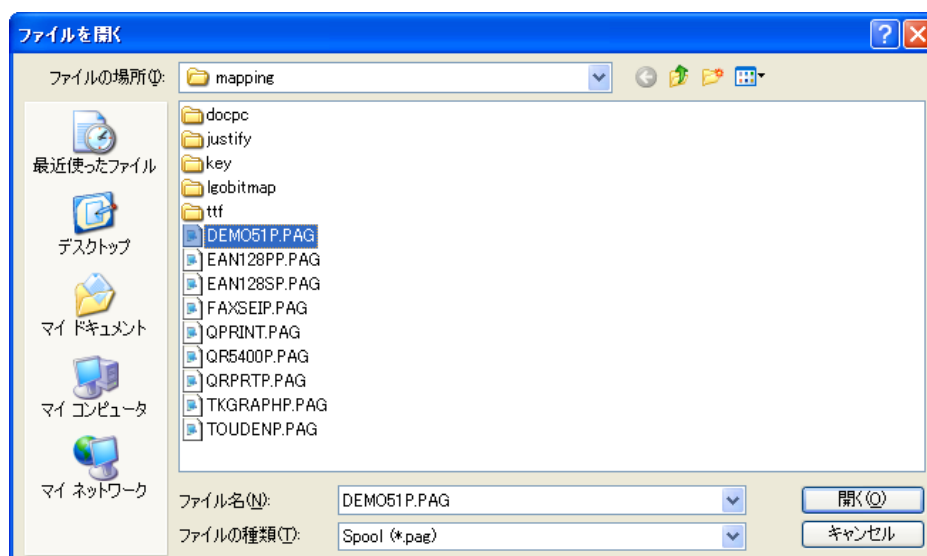 ファイルを開く
ファイルの場所(I):
mapping
最近使ったファイル
デスクトップ
マイ ドキュメント
マイ コンピュータ
マイ ネットワーク
docpc
justify
key
lgobitmap
ttf
DEMO51P.PAG
EAN128PP.PAG
EAN128SP.PAG
FAXSEIP.PAG
QPRINT.PAG
QR5400P.PAG
QRPRTP.PAG
TKGRAPHP.PAG
TOUDENP.PAG
ファイル名(N):
DEMO51P.PAG
開く(O)
ファイルの種類(T):
Spool (*.pag)
キャンセル